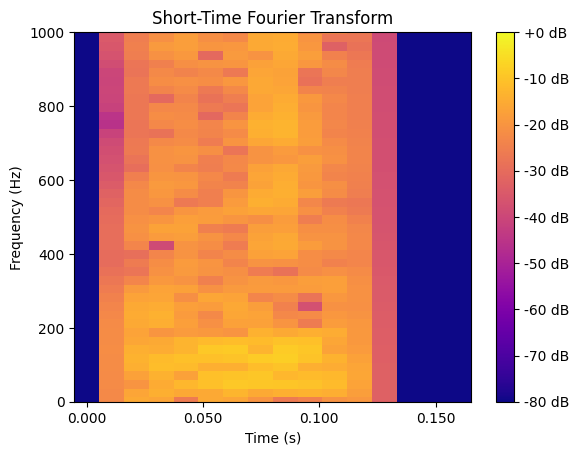 Short-Time Fourier Transform
1000
800
600
400
200
0
Frequency (Hz)
0.000
0.050
0.100
0.150
Time (s)
+0 dB
-10 dB
-20 dB
-30 dB
-40 dB
-50 dB
-60 dB
-70 dB
-80 dB